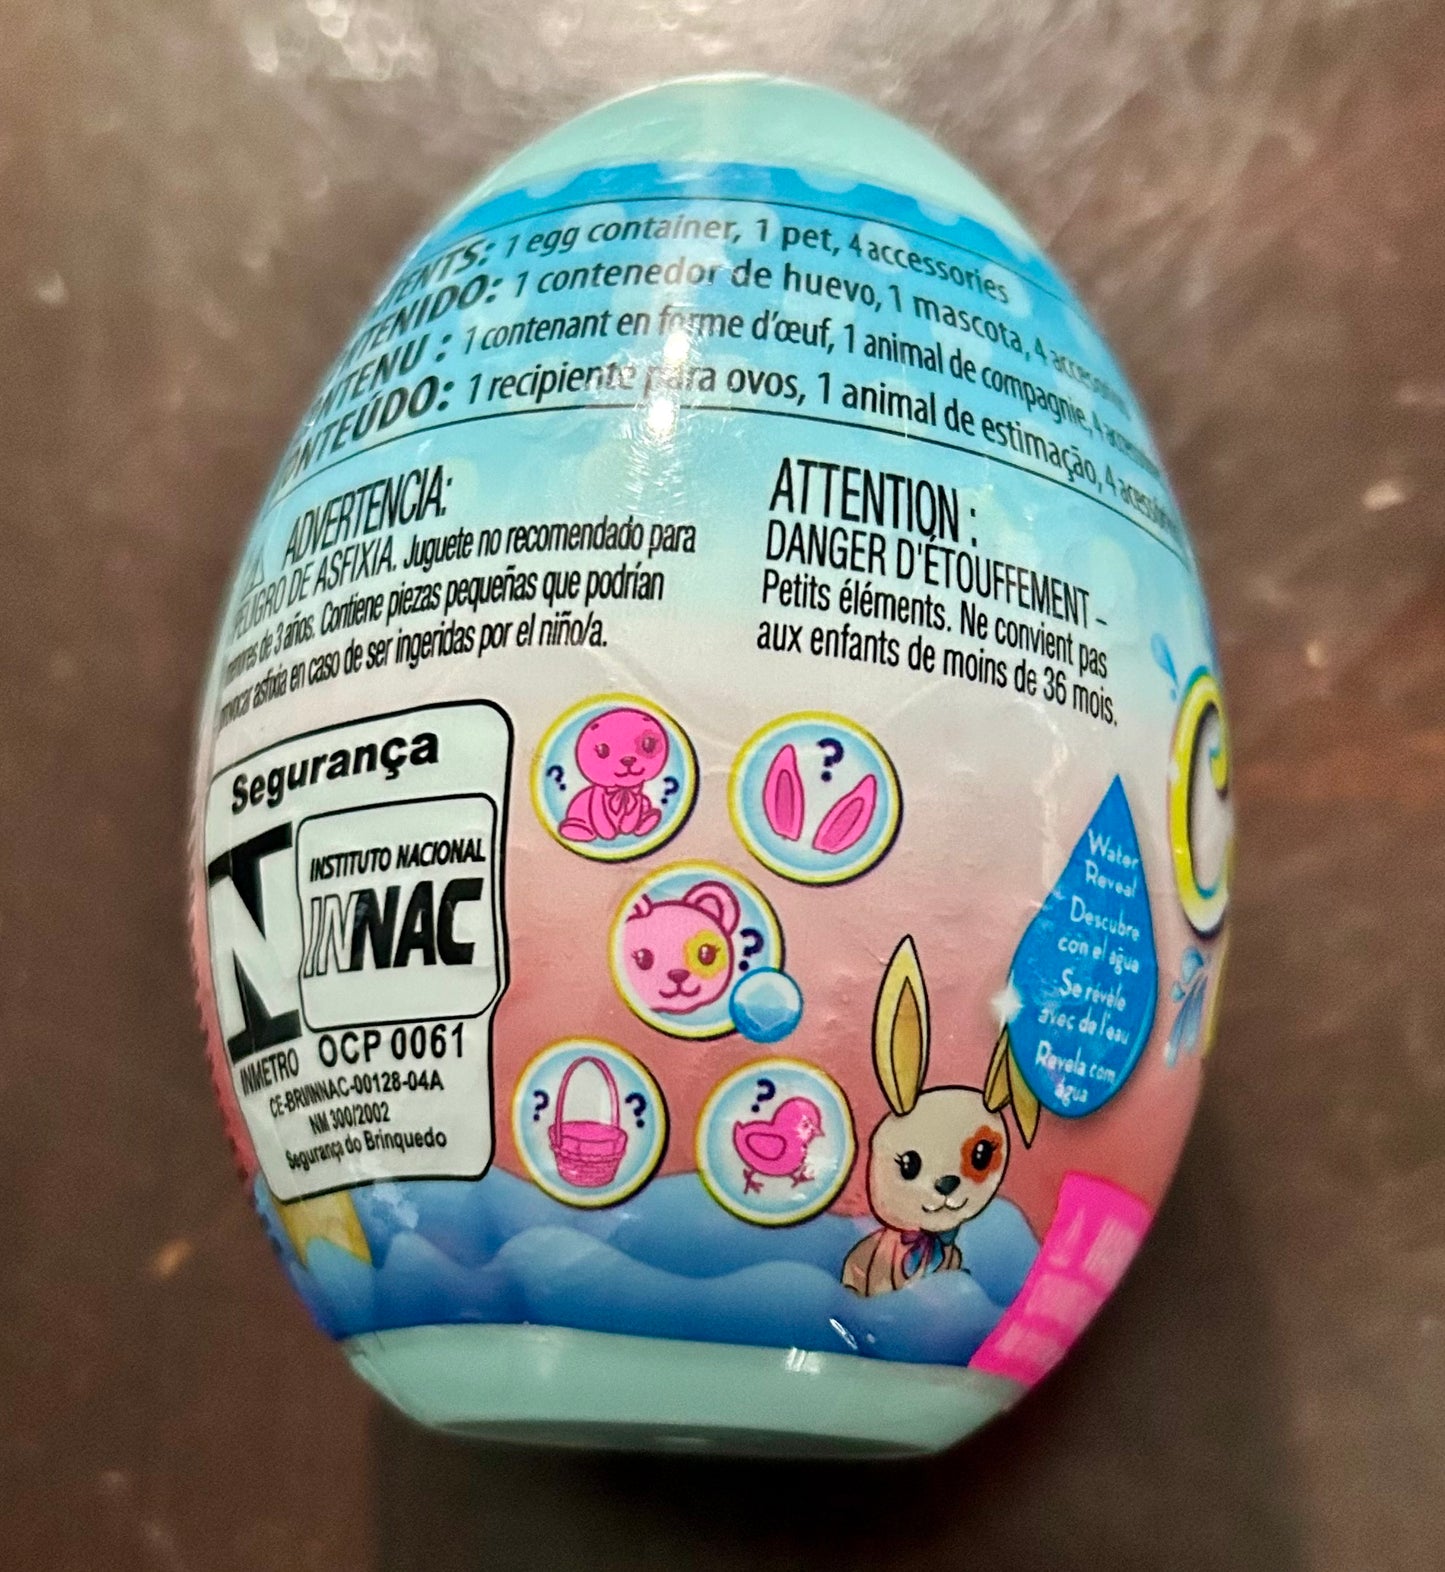 1 egg container, 1 pet, 4 accessories
1 contenedor de huevo, 1 mascota, 4 accesorios
1 contenant en forme d'œuf, 1 animal de compagnie, 4
CONTEÚDO: 1 recipiente para ovos, 1 animal de estimação, 4 acessórios
ADVERTENCIA:
PELIGRO DE ASFIXIA. Juguete no recomendado para
menores de 3 años. Contiene piezas pequeñas que podrían
provocar asfixia en caso de ser ingeridas por el niño/a.
ATTENTION :
DANGER D'ÉTOUFFEMENT –
Petits éléments. Ne convient pas
aux enfants de moins de 36 mois.
Segurança
INSTITUTO NACIONAL
INNAC
INMETRO
OCP 0061
CE-BRI/INNAC-00128-04A
NM 300/2002
Segurança do Brinquedo
? ?
?
?
? ?
?
Water
Reveal
Descubre
con el agua
Se révèle
avec de l'eau
Revela com
água
C